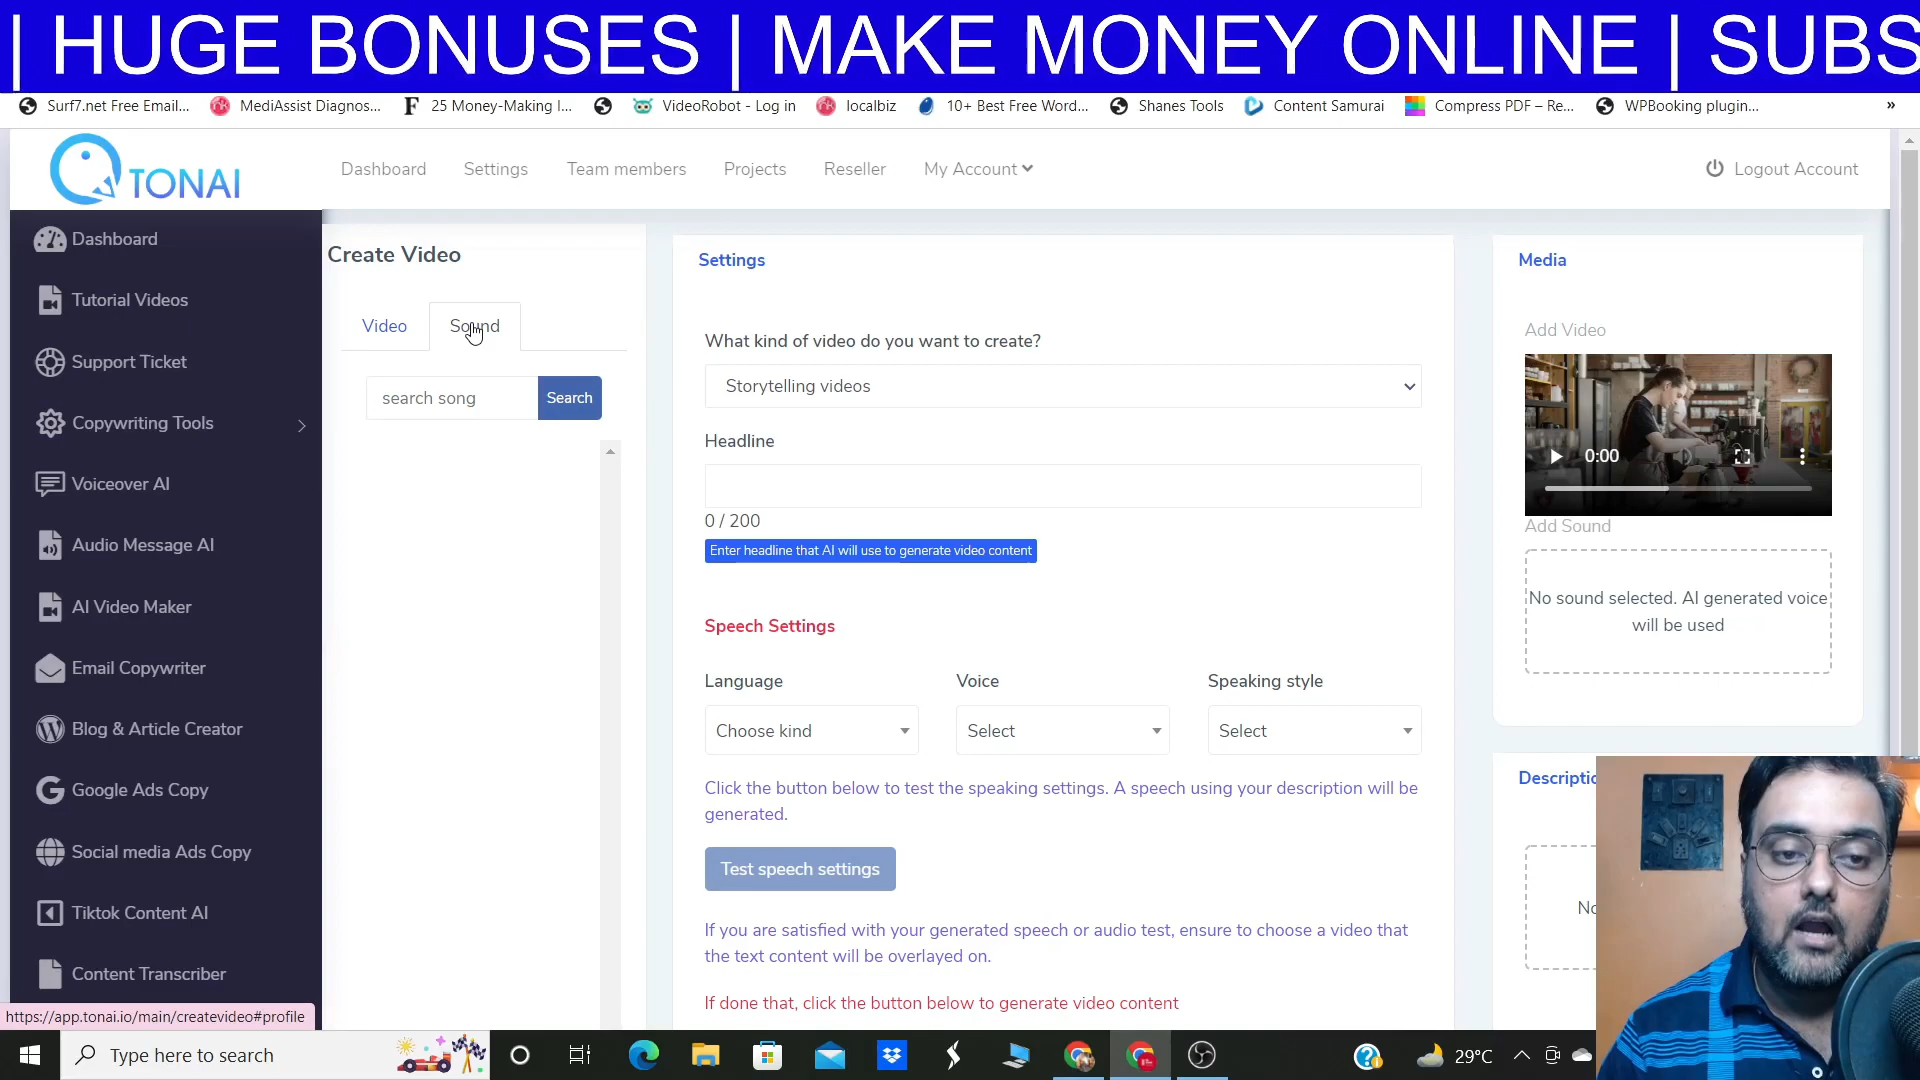 | HUGE BONUSES | MAKE MONEY ONLINE | SUBS
Surf7.net Free Email... MediAssist Diagnos... 25 Money-Making I... VideoRobot - Log in localbiz 10+ Best Free Word... Shanes Tools Content Samurai Compress PDF – Re... WPBooking plugin... »
TONAI
Dashboard Settings Team members Projects Reseller My Account Logout Account
Dashboard
Tutorial Videos
Support Ticket
Copywriting Tools
Voiceover AI
Audio Message AI
AI Video Maker
Email Copywriter
Blog & Article Creator
Google Ads Copy
Social media Ads Copy
Tiktok Content AI
Content Transcriber
https://app.tonai.io/main/createvideo#profile
Create Video
Video Sound
search song Search
Settings
What kind of video do you want to create?
Storytelling videos
Headline
0 / 200
Enter headline that AI will use to generate video content
Speech Settings
Language Voice Speaking style
Choose kind Select Select
Click the button below to test the speaking settings. A speech using your description will be
generated.
Test speech settings
If you are satisfied with your generated speech or audio test, ensure to choose a video that
the text content will be overlayed on.
If done that, click the button below to generate video content
Media
Add Video
0:00
Add Sound
No sound selected. AI generated voice
will be used
Descriptio
No
Type here to search
29°C